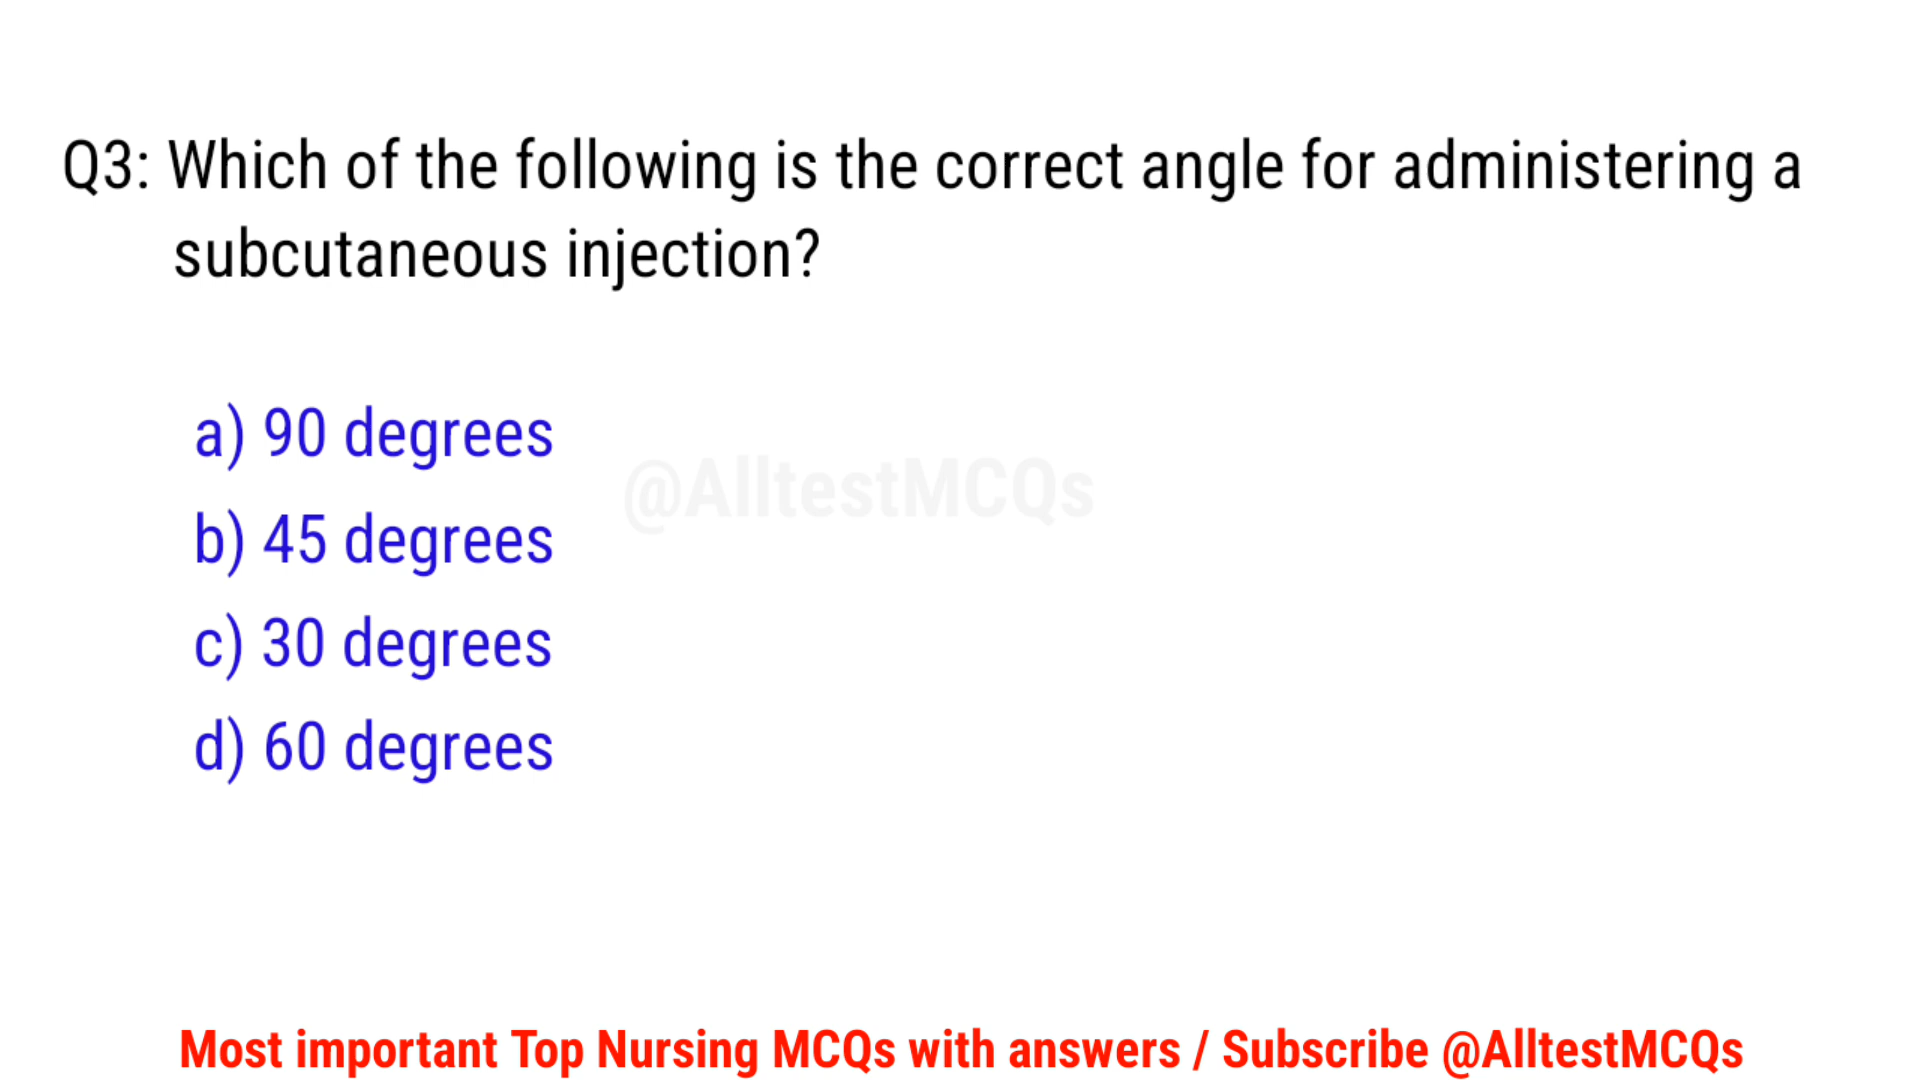 Q3: Which of the following is the correct angle for administering a
subcutaneous injection?
a) 90 degrees
@AlltestMCQs
b) 45 degrees
c) 30 degrees
d) 60 degrees
Most important Top Nursing MCQs with answers / Subscribe @AlltestMCQs